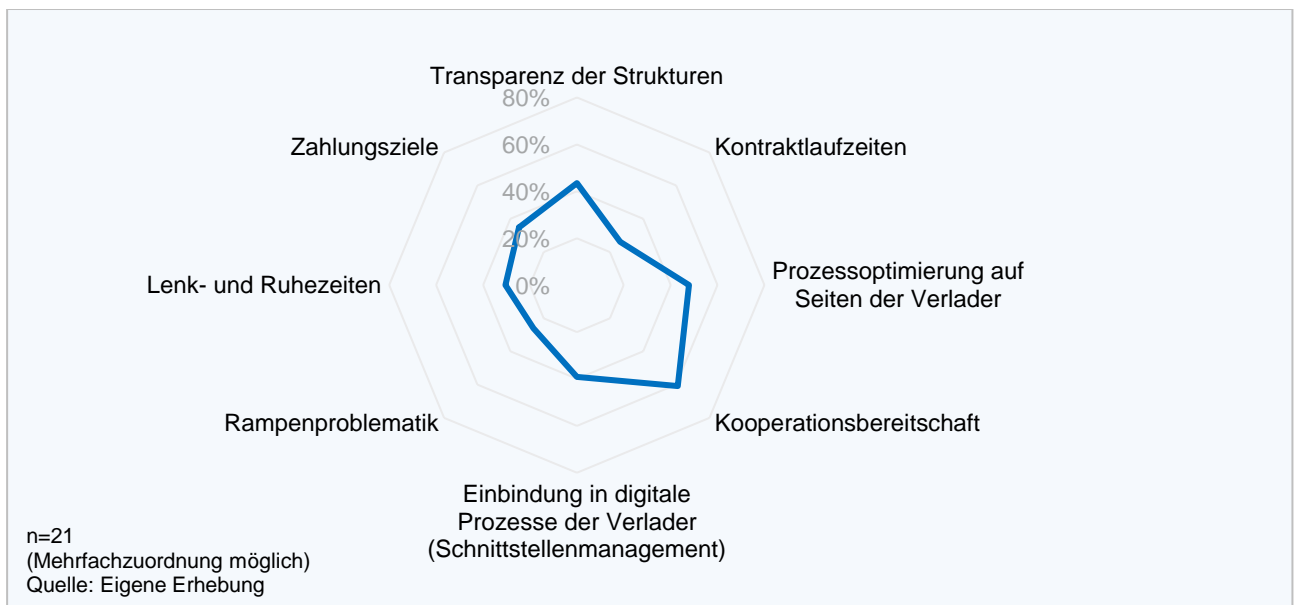 Transparenz der Strukturen
80%
Zahlungsziele
60%
Kontraktlaufzeiten
40%
20%
Lenk- und Ruhezeiten
0%
Prozessoptimierung auf
Seiten der Verlader
Rampenproblematik
Kooperationsbereitschaft
Einbindung in digitale
Prozesse der Verlader
(Schnittstellenmanagement)
n=21
(Mehrfachzuordnung möglich)
Quelle: Eigene Erhebung